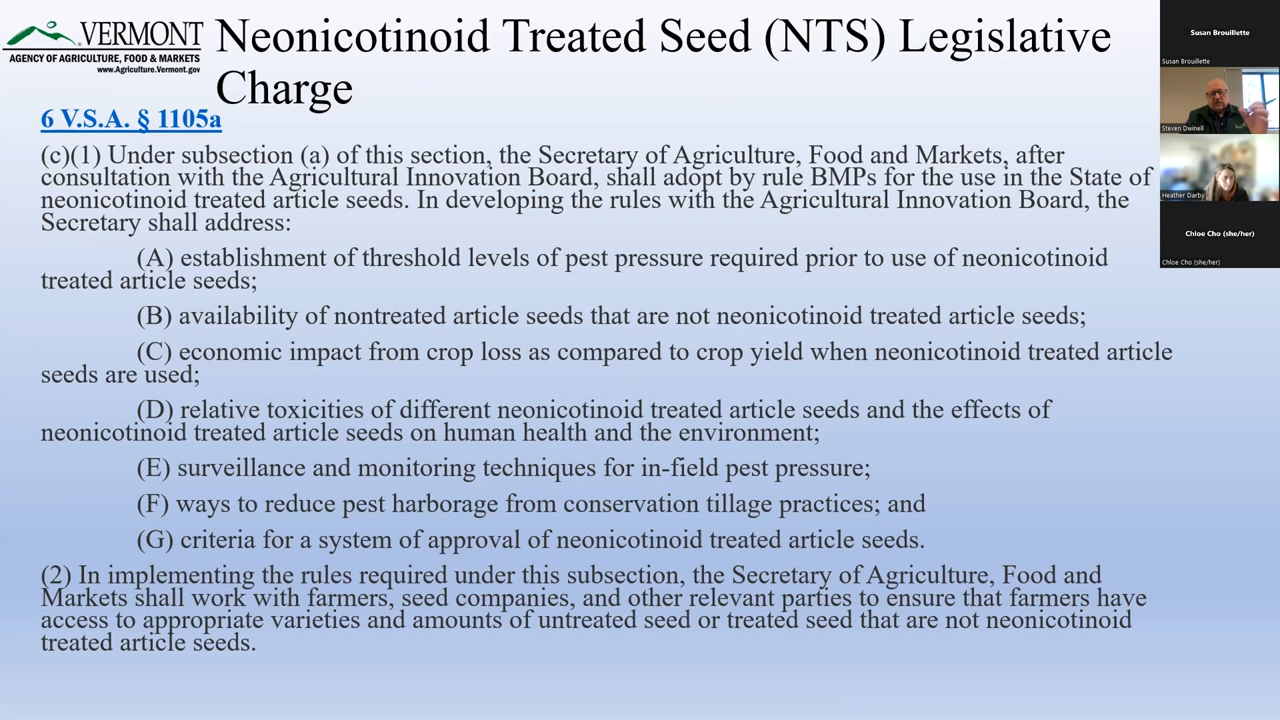 VERMONT
AGENCY OF AGRICULTURE, FOOD & MARKETS
www.Agriculture.Vermont.gov
Neonicotinoid Treated Seed (NTS) Legislative
Charge
6 V.S.A. § 1105a
(c)(1) Under subsection (a) of this section, the Secretary of Agriculture, Food and Markets, after
consultation with the Agricultural Innovation Board, shall adopt by rule BMPs for the use in the State of
neonicotinoid treated article seeds. In developing the rules with the Agricultural Innovation Board, the
Secretary shall address:
(A) establishment of threshold levels of pest pressure required prior to use of neonicotinoid
treated article seeds;
(B) availability of nontreated article seeds that are not neonicotinoid treated article seeds;
(C) economic impact from crop loss as compared to crop yield when neonicotinoid treated article
seeds are used;
(D) relative toxicities of different neonicotinoid treated article seeds and the effects of
neonicotinoid treated article seeds on human health and the environment;
(E) surveillance and monitoring techniques for in-field pest pressure;
(F) ways to reduce pest harborage from conservation tillage practices; and
(G) criteria for a system of approval of neonicotinoid treated article seeds.
(2) In implementing the rules required under this subsection, the Secretary of Agriculture, Food and
Markets shall work with farmers, seed companies, and other relevant parties to ensure that farmers have
access to appropriate varieties and amounts of untreated seed or treated seed that are not neonicotinoid
treated article seeds.
Susan Brouillette
Susan Brouillette
Steven Dwinell
Heather Darby
Chloe Cho (she/her)
Chloe Cho (she/her)